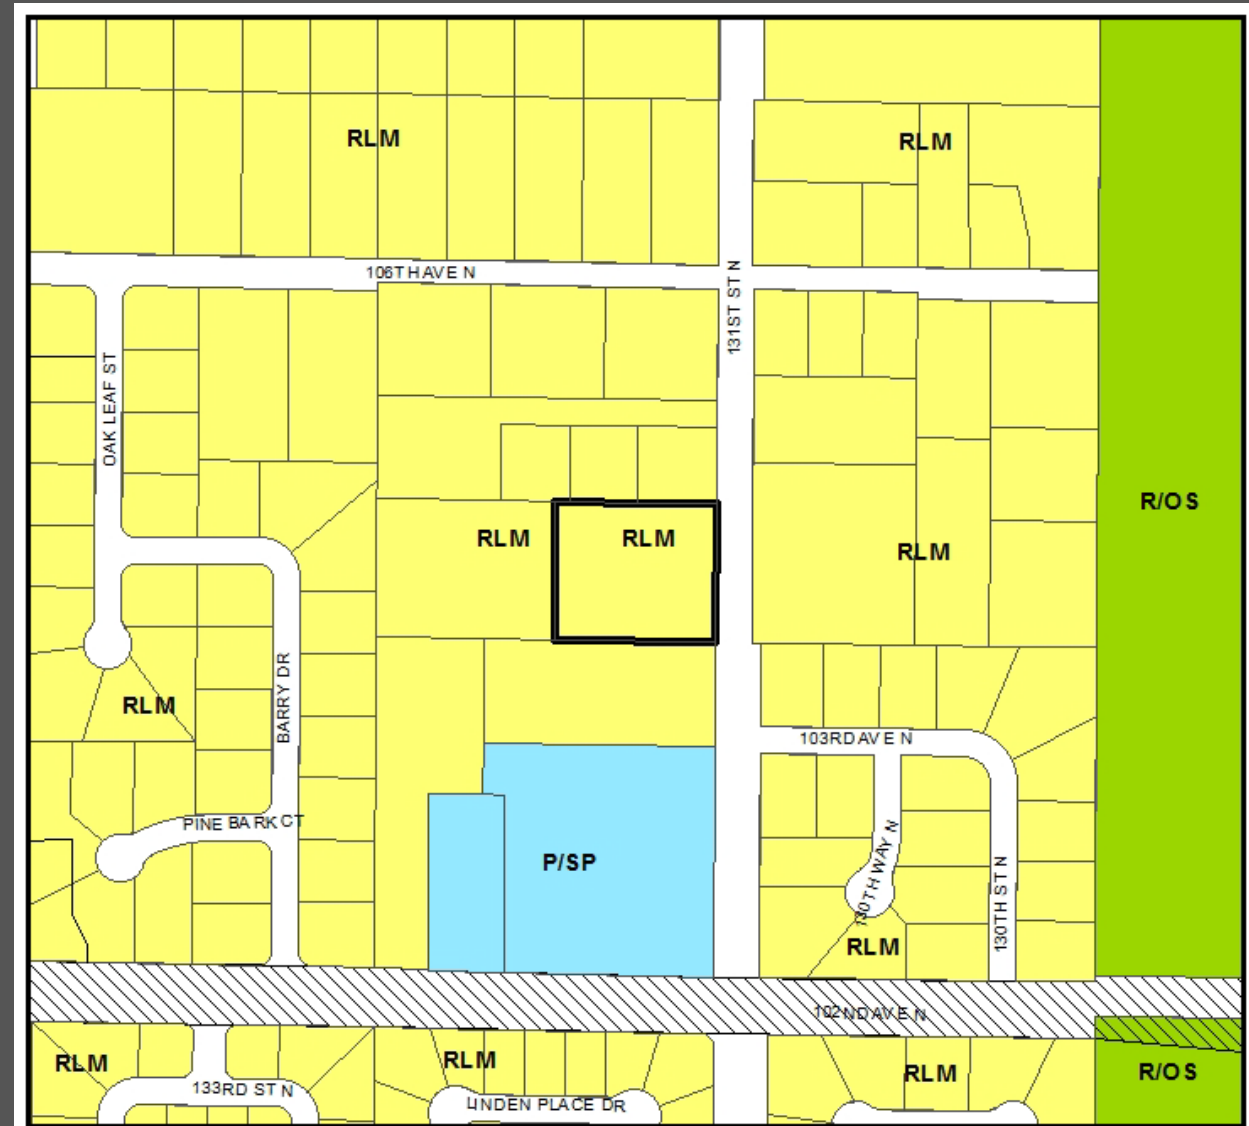 RLM
RLM
106TH AVE N
131ST ST N
OAK LEAF ST
R/OS
RLM
RLM
RLM
BARRY DR
RLM
103RD AVE N
PINE BARK CT
P/SP
130TH WAY N
130TH ST N
RLM
102ND AVE N
RLM
RLM
RLM
R/OS
133RD ST N
LINDEN PLACE DR